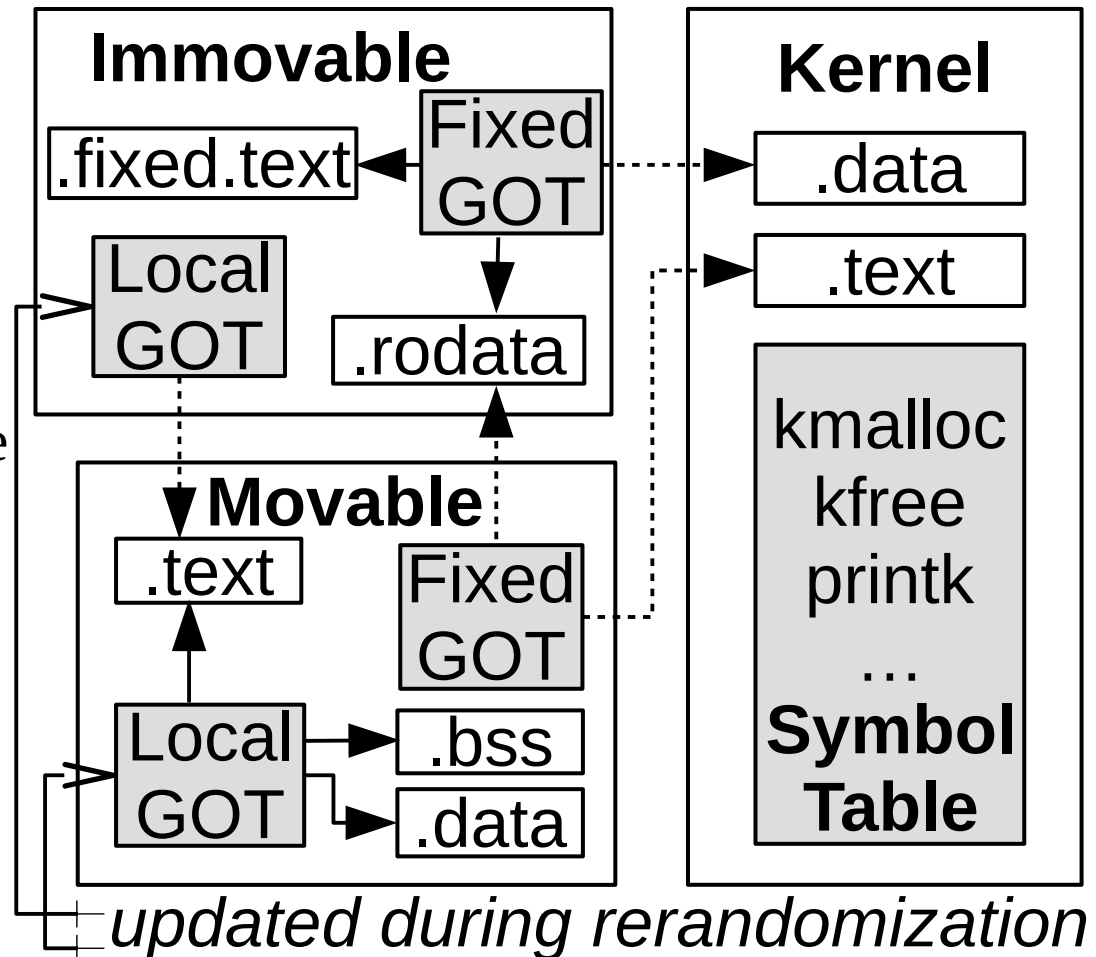 Immovable
Fixed
GOT
.fixed.text
Local
GOT
.rodata
e
Movable
.text
Fixed
GOT
Local
GOT
.bss
.data
Kernel
.data
.text
kmalloc
kfree
printk
...
Symbol
Table
updated during rerandomization